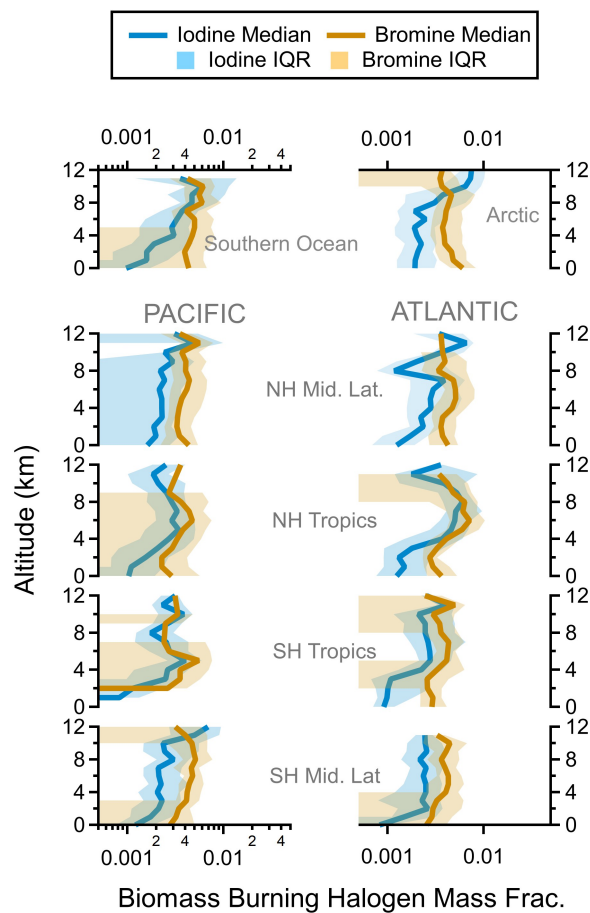 Iodine Median Bromine Median
Iodine IQR Bromine IQR
0.001 0.01 0.001 0.01
2 4 2 4
12 12
8 8
Southern Ocean Arctic
4 4
0 0
PACIFIC ATLANTIC
12 12
8 8
NH Mid. Lat.
4 4
0 0
12 12
8 8
NH Tropics
4 4
0 0
12 12
8 8
SH Tropics
4 4
0 0
12 12
8 8
SH Mid. Lat
4 4
0 0
2 4 2 4
0.001 0.01 0.001 0.01
Altitude (km)
Biomass Burning Halogen Mass Frac.